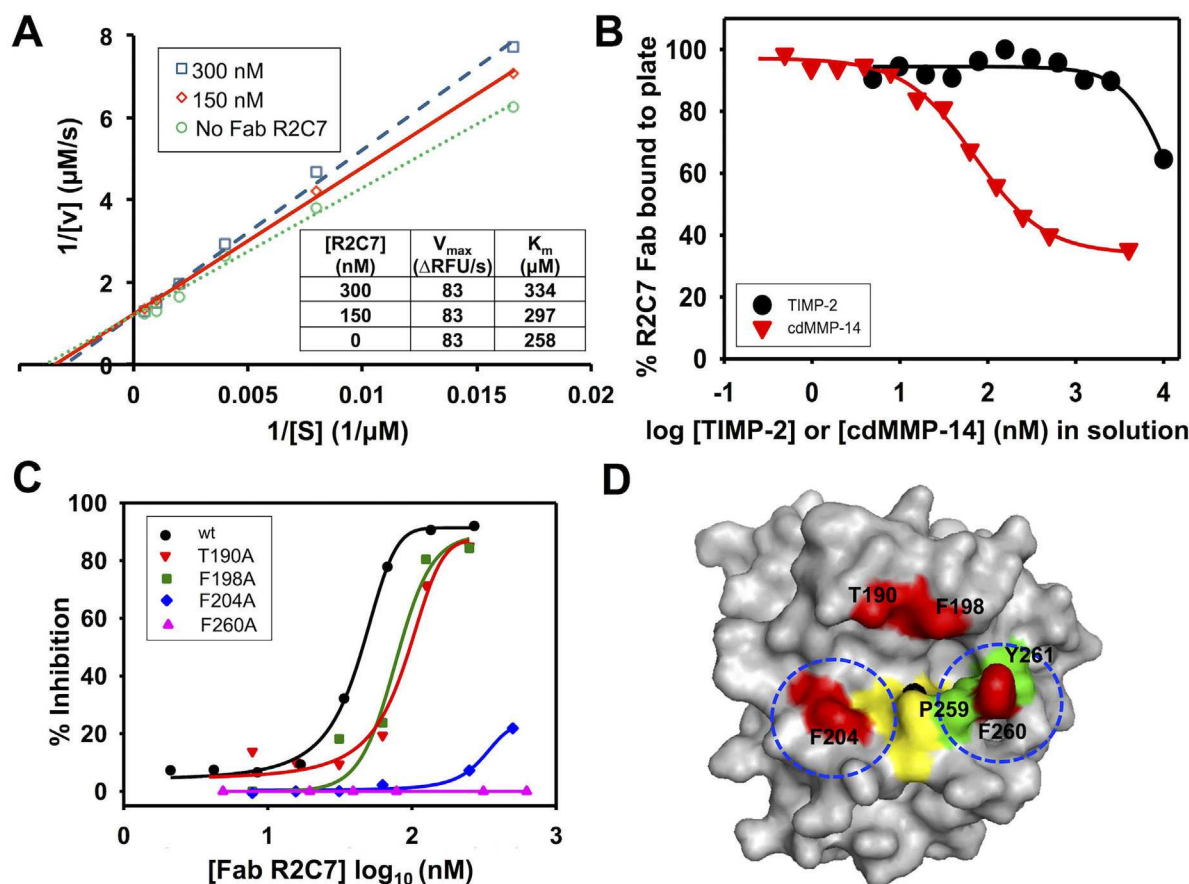 A
8
6
4
2
0
1/[v] (µM/s)
300 nM
150 nM
No Fab R2C7
[R2C7] (nM) Vmax (ΔRFU/s) Km (µM)
300 83 334
150 83 297
0 83 258
0 0.005 0.01 0.015 0.02
1/[S] (1/µM)
B
100
80
60
40
20
0
% R2C7 Fab bound to plate
TIMP-2
cdMMP-14
-1 0 1 2 3 4
log [TIMP-2] or [cdMMP-14] (nM) in solution
C
100
80
60
40
20
0
% Inhibition
wt
T190A
F198A
F204A
F260A
0 1 2 3
[Fab R2C7] log10 (nM)
D
T190
F198
Y261
P259
F204
F260